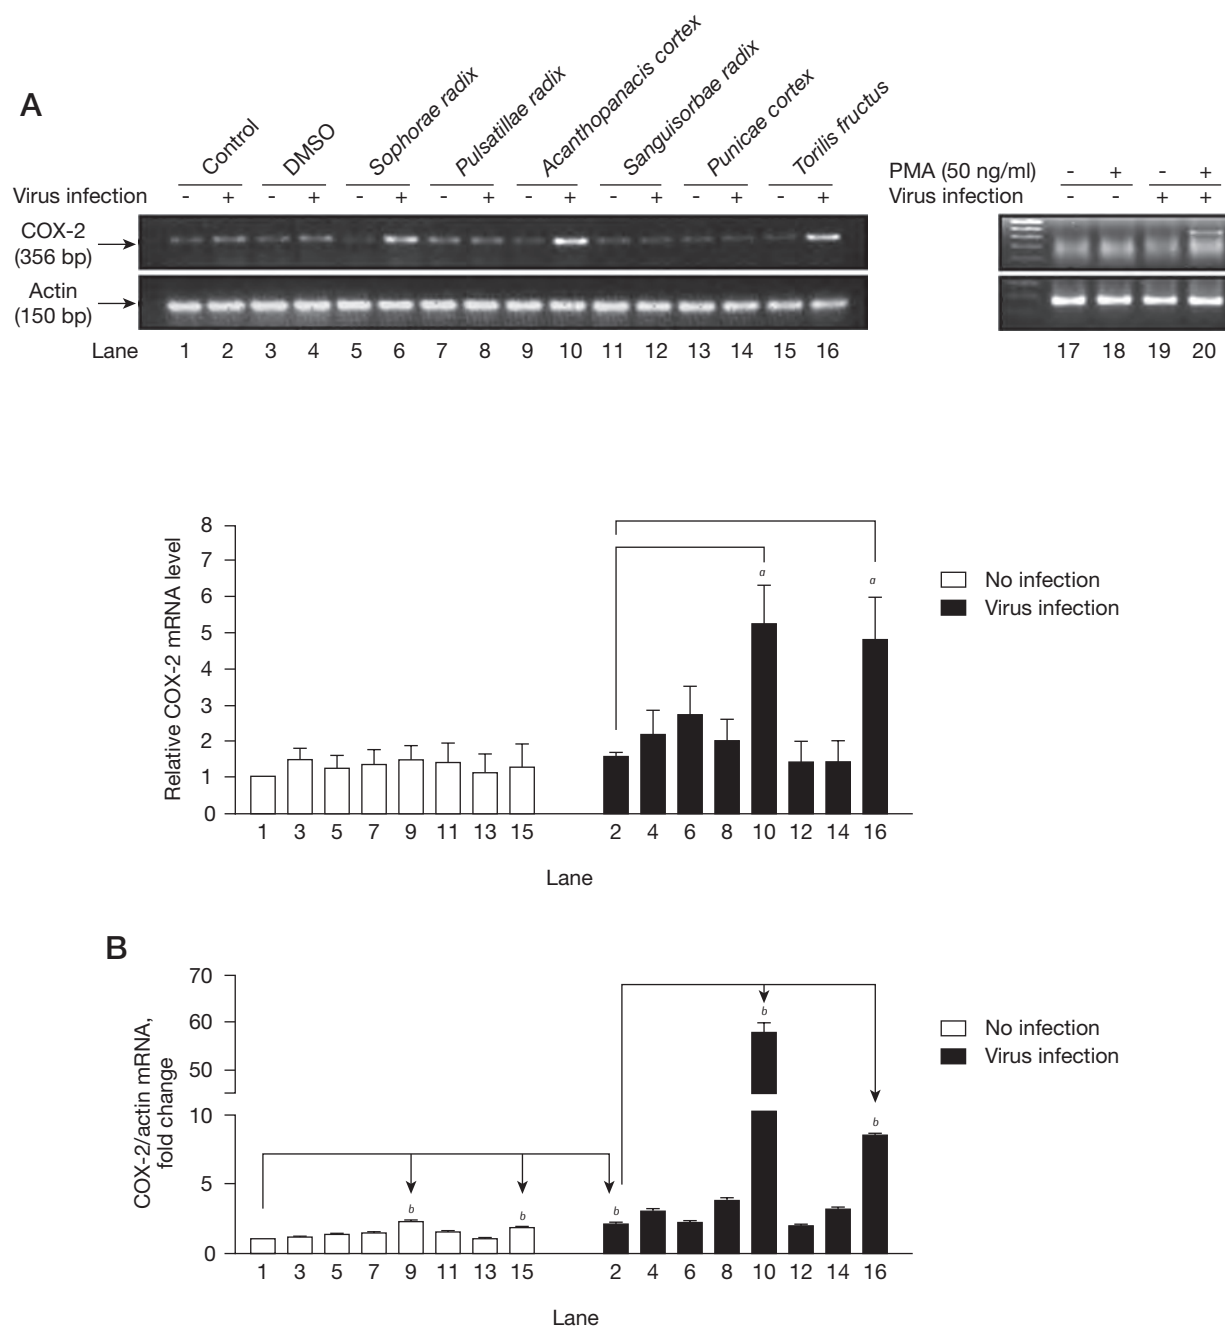 A
Control DMSO Sophorae radix Pulsatillae radix Acanthopanacis cortex Sanguisorbae radix Punicae cortex Torilis fructus
PMA (50 ng/ml) - + - +
Virus infection - + - + - + - + - + - + - + - +
Virus infection - - + +
COX-2
(356 bp)
Actin
(150 bp)
Lane 1 2 3 4 5 6 7 8 9 10 11 12 13 14 15 16
17 18 19 20
8
7
6
5
4
3
2
1
0
Relative COX-2 mRNA level
a
a
No infection
Virus infection
1 3 5 7 9 11 13 15 2 4 6 8 10 12 14 16
Lane
B
70
60
50
10
5
0
COX-2/actin mRNA,
fold change
b
b
b
b
b
No infection
Virus infection
1 3 5 7 9 11 13 15 2 4 6 8 10 12 14 16
Lane